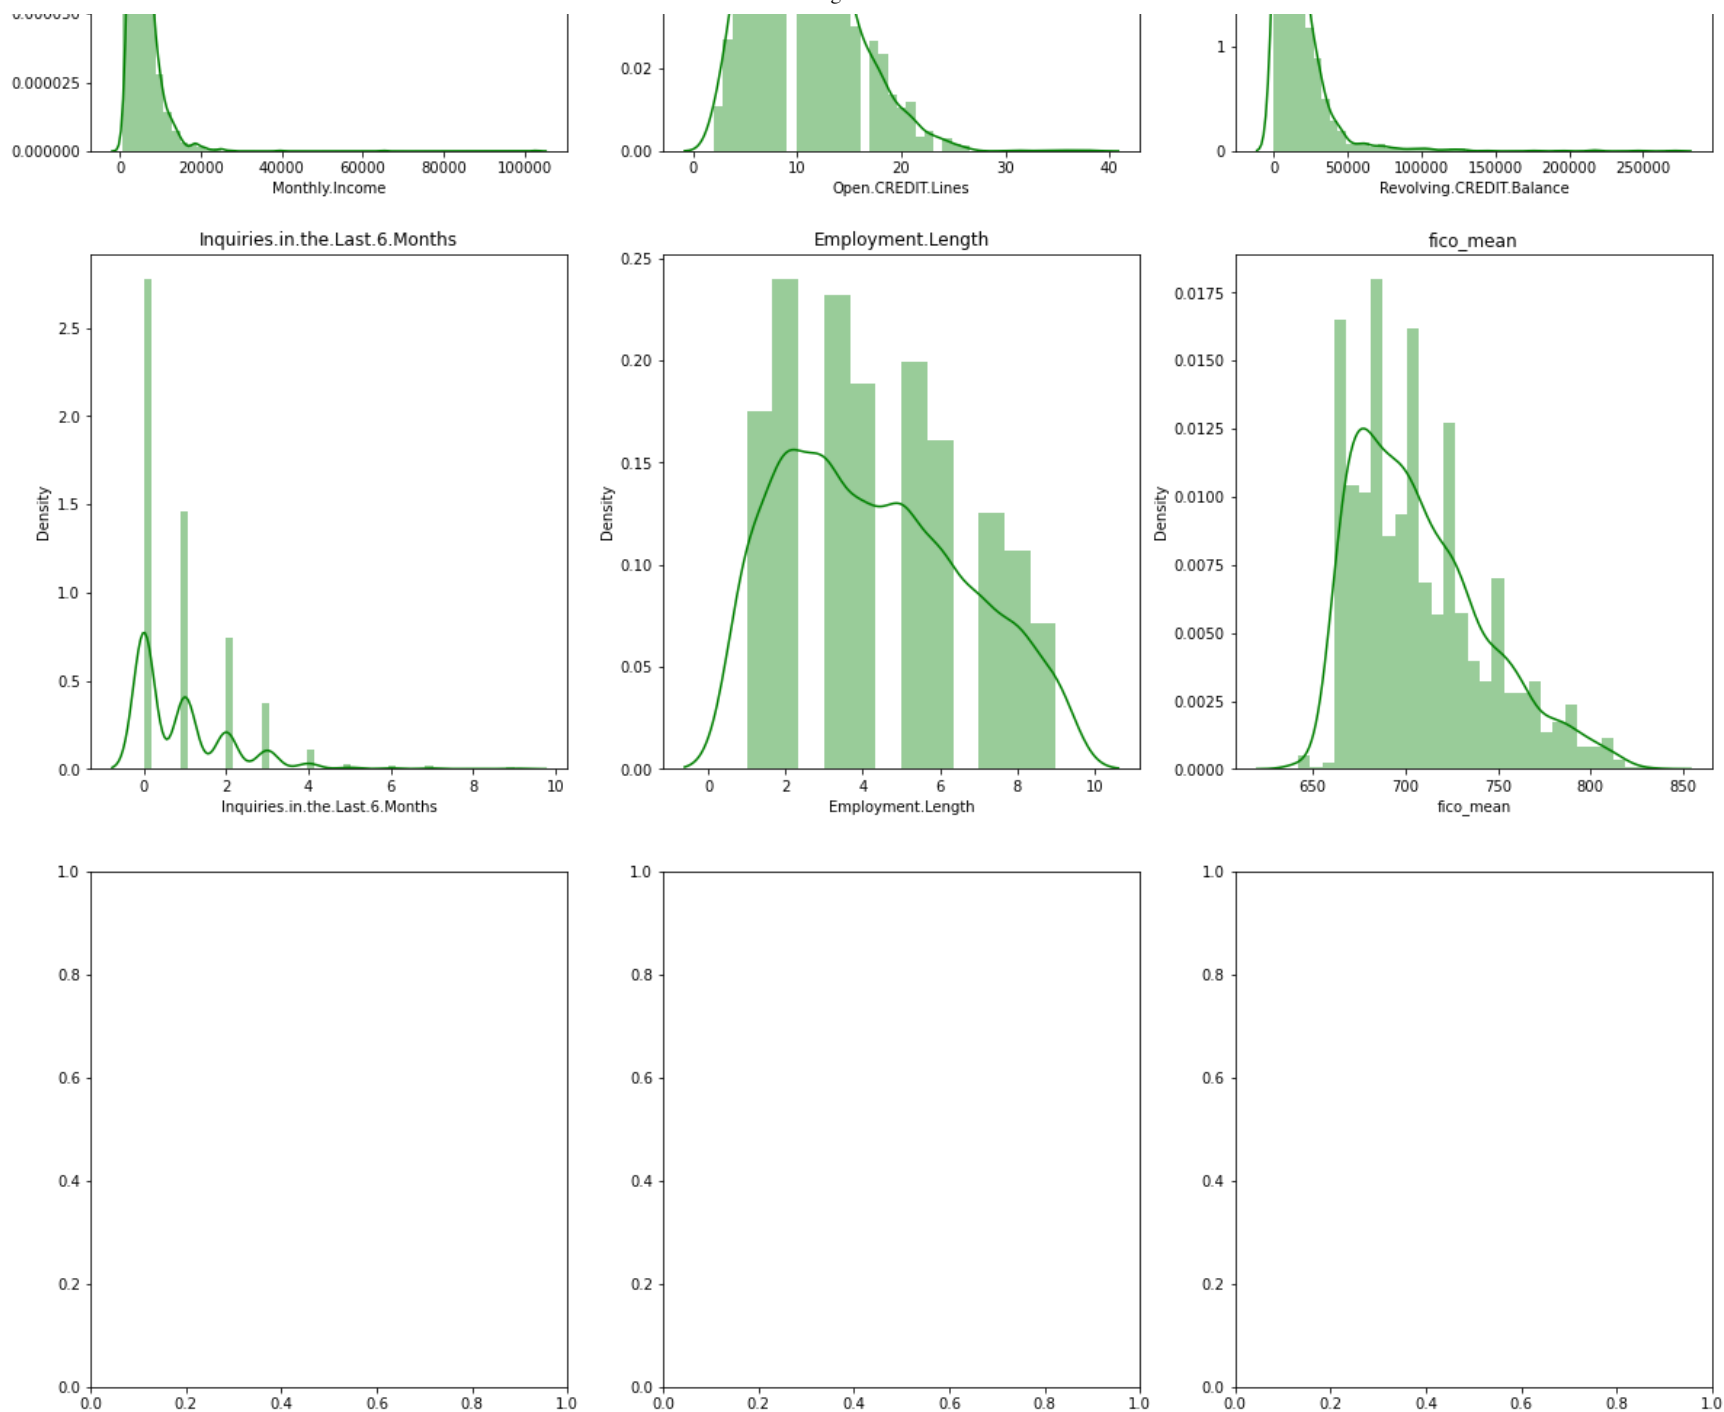 0.000025
0.000000
0 20000 40000 60000 80000 100000
Monthly.Income
0.02
0.00
0 10 20 30 40
Open.CREDIT.Lines
1
0
0 50000 100000 150000 200000 250000
Revolving.CREDIT.Balance
Inquiries.in.the.Last.6.Months
Density
2.5
2.0
1.5
1.0
0.5
0.0
0 2 4 6 8 10
Inquiries.in.the.Last.6.Months
Employment.Length
Density
0.25
0.20
0.15
0.10
0.05
0.00
0 2 4 6 8 10
Employment.Length
fico_mean
Density
0.0175
0.0150
0.0125
0.0100
0.0075
0.0050
0.0025
0.0000
650 700 750 800 850
fico_mean
1.0
0.8
0.6
0.4
0.2
0.0
0.0 0.2 0.4 0.6 0.8 1.0
1.0
0.8
0.6
0.4
0.2
0.0
0.0 0.2 0.4 0.6 0.8 1.0
1.0
0.8
0.6
0.4
0.2
0.0
0.0 0.2 0.4 0.6 0.8 1.0